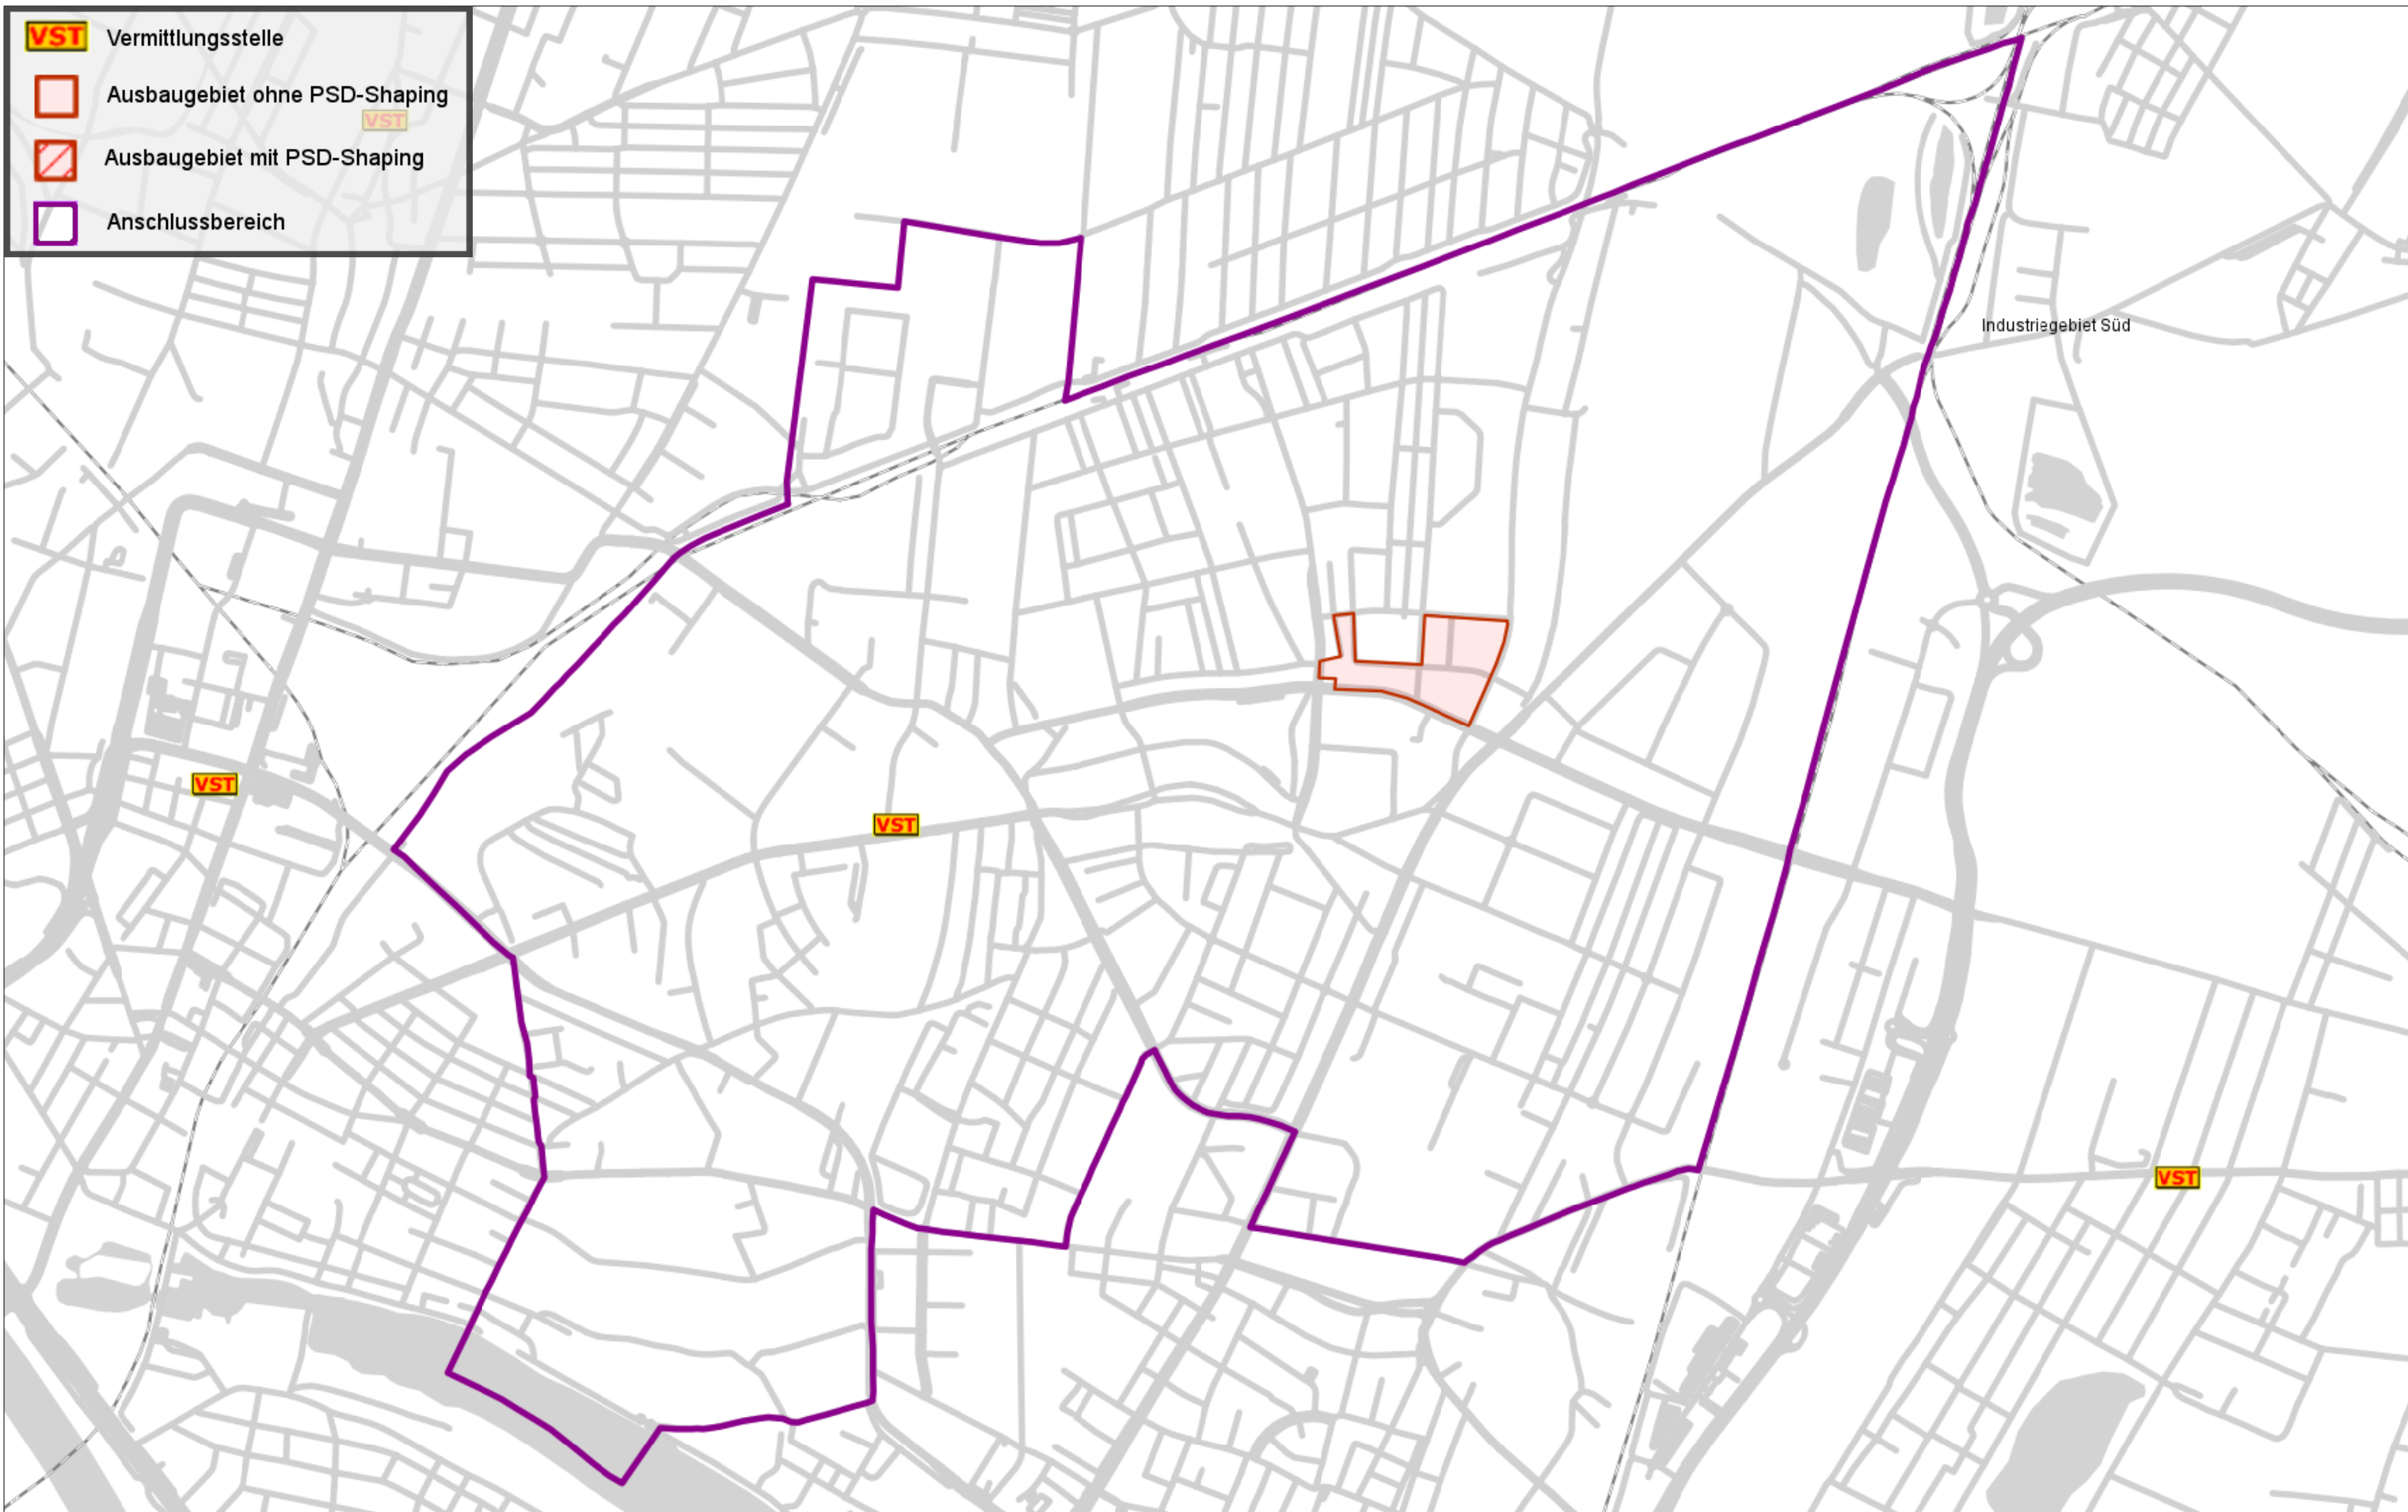 VST Vermittlungsstelle
Ausbaugebiet ohne PSD-Shaping
VST
Ausbaugebiet mit PSD-Shaping
Anschlussbereich
Industriegebiet Süd
VST
VST
VST